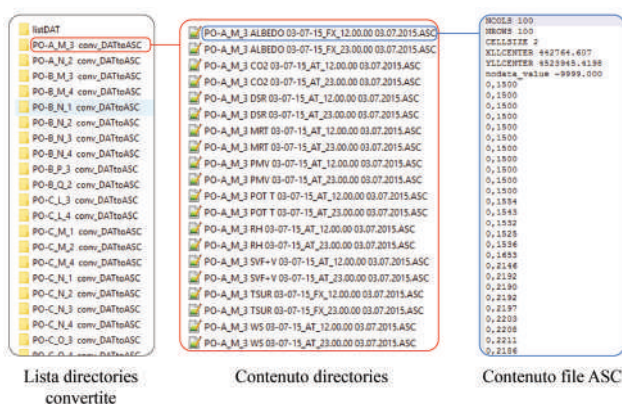 listDAT
PO-A_M_3 conv_DATtoASC
PO-A_N_2 conv_DATtoASC
PO-B_M_3 conv_DATtoASC
PO-B_M_4 conv_DATtoASC
PO-B_N_1 conv_DATtoASC
PO-B_N_2 conv_DATtoASC
PO-B_N_3 conv_DATtoASC
PO-B_N_4 conv_DATtoASC
PO-B_P_3 conv_DATtoASC
PO-B_Q_2 conv_DATtoASC
PO-C_L_3 conv_DATtoASC
PO-C_L_4 conv_DATtoASC
PO-C_M_1 conv_DATtoASC
PO-C_M_2 conv_DATtoASC
PO-C_M_4 conv_DATtoASC
PO-C_N_1 conv_DATtoASC
PO-C_N_2 conv_DATtoASC
PO-C_N_3 conv_DATtoASC
PO-C_N_4 conv_DATtoASC
PO-C_O_3 conv_DATtoASC
PO-C_O_4 conv_DATtoASC
Lista directories
convertite
PO-A_M_3 ALBEDO 03-07-15_FX_12.00.00 03.07.2015.ASC
PO-A_M_3 ALBEDO 03-07-15_FX_23.00.00 03.07.2015.ASC
PO-A_M_3 CO2 03-07-15_AT_12.00.00 03.07.2015.ASC
PO-A_M_3 CO2 03-07-15_AT_23.00.00 03.07.2015.ASC
PO-A_M_3 DSR 03-07-15_AT_12.00.00 03.07.2015.ASC
PO-A_M_3 DSR 03-07-15_AT_23.00.00 03.07.2015.ASC
PO-A_M_3 MRT 03-07-15_AT_12.00.00 03.07.2015.ASC
PO-A_M_3 MRT 03-07-15_AT_23.00.00 03.07.2015.ASC
PO-A_M_3 PMV 03-07-15_AT_12.00.00 03.07.2015.ASC
PO-A_M_3 PMV 03-07-15_AT_23.00.00 03.07.2015.ASC
PO-A_M_3 POT T 03-07-15_AT_12.00.00 03.07.2015.ASC
PO-A_M_3 POT T 03-07-15_AT_23.00.00 03.07.2015.ASC
PO-A_M_3 RH 03-07-15_AT_12.00.00 03.07.2015.ASC
PO-A_M_3 RH 03-07-15_AT_23.00.00 03.07.2015.ASC
PO-A_M_3 SVF+V 03-07-15_AT_12.00.00 03.07.2015.ASC
PO-A_M_3 SVF+V 03-07-15_AT_23.00.00 03.07.2015.ASC
PO-A_M_3 TSUR 03-07-15_FX_12.00.00 03.07.2015.ASC
PO-A_M_3 TSUR 03-07-15_FX_23.00.00 03.07.2015.ASC
PO-A_M_3 WS 03-07-15_AT_12.00.00 03.07.2015.ASC
PO-A_M_3 WS 03-07-15_AT_23.00.00 03.07.2015.ASC
Contenuto directories
NCOLS 100
NROWS 100
CELLSIZE 2
XLLCENTER 442764.607
YLLCENTER 4523945.4198
nodata_value -9999.000
0,1500
0,1500
0,1500
0,1500
0,1500
0,1500
0,1500
0,1500
0,1500
0,1554
0,1543
0,1532
0,1525
0,1536
0,1653
0,2146
0,2192
0,2190
0,2192
0,2197
0,2203
0,2208
0,2211
0,2186
Contenuto file ASC